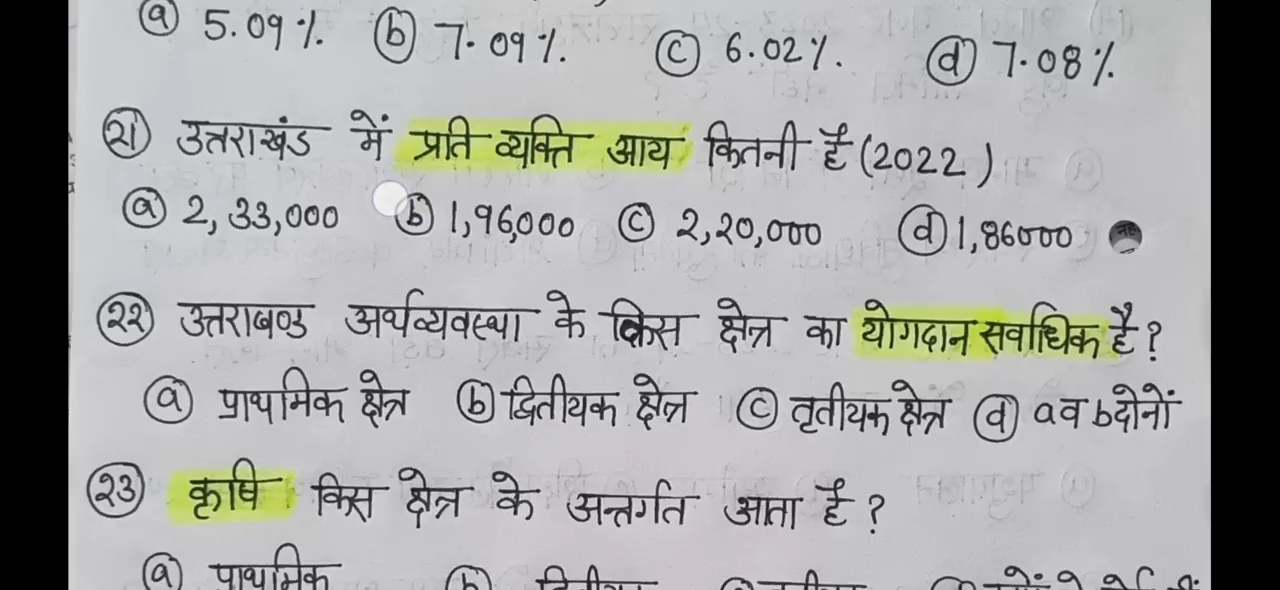 (a) 5.09%. (b) 7.09%. (c) 6.02%. (d) 7.08%
(21) उत्तराखंड में प्रति व्यक्ति आय कितनी है (2022)
(a) 2,33,000 (b) 1,96,000 (c) 2,20,000 (d) 1,86000
(22) उत्तराखण्ड अर्थव्यवस्था के किस क्षेत्र का योगदान सर्वाधिक है?
(a) प्राथमिक क्षेत्र (b) द्वितीयक क्षेत्र (c) तृतीयक क्षेत्र (d) a व b दोनों
(23) कृषि किस क्षेत्र के अन्तर्गत आता है?
(a) प्राथमिक (b)